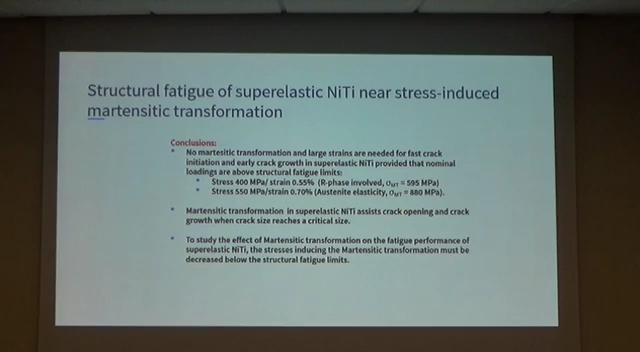 Structural fatigue of superelastic NiTi near stress-induced
martensitic transformation
Conclusions:
• No martesitic transformation and large strains are needed for fast crack
initiation and early crack growth in superelastic NiTi provided that nominal
loadings are above structural fatigue limits:
• Stress 400 MPa/ strain 0.55% (R-phase involved, σMT = 595 MPa)
• Stress 550 MPa/strain 0.70% (Austenite elasticity, σMT = 880 MPa).
• Martensitic transformation in superelastic NiTi assists crack opening and crack
growth when crack size reaches a critical size.
• To study the effect of Martensitic transformation on the fatigue performance of
superelastic NiTi, the stresses inducing the Martensitic transformation must be
decreased below the structural fatigue limits.